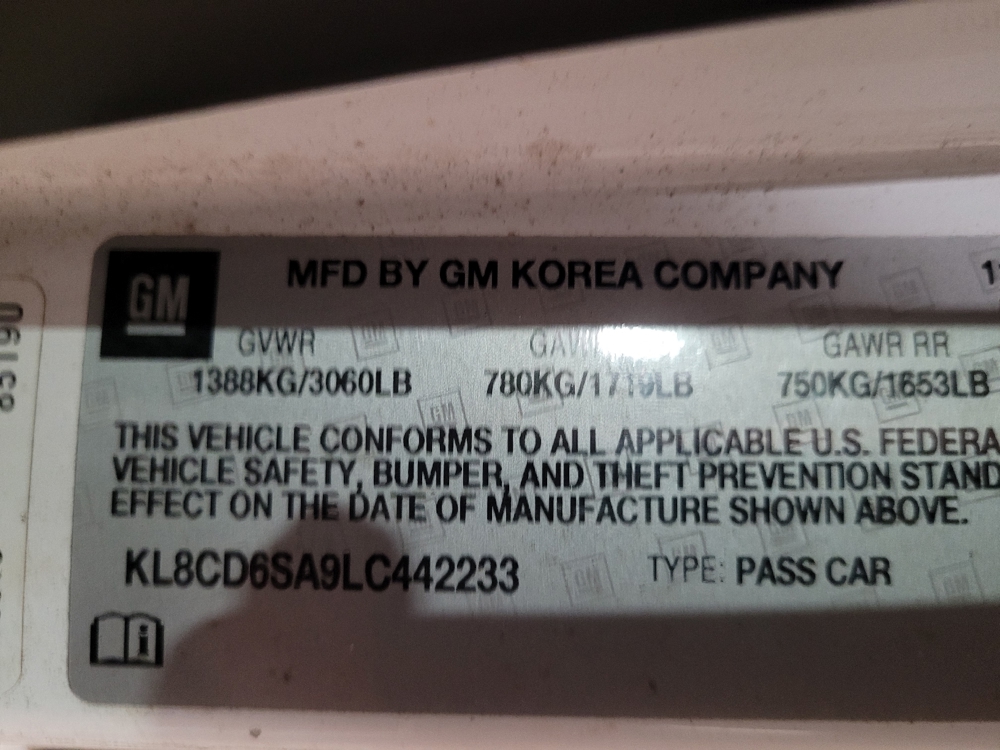 GM
MFD BY GM KOREA COMPANY
GVWR GAWR RR
1388KG/3060LB 780KG/1719LB 750KG/1653LB
THIS VEHICLE CONFORMS TO ALL APPLICABLE U.S. FEDERA
VEHICLE SAFETY, BUMPER, AND THEFT PREVENTION STAND
EFFECT ON THE DATE OF MANUFACTURE SHOWN ABOVE.
KL8CD6SA9LC442233 TYPE: PASS CAR